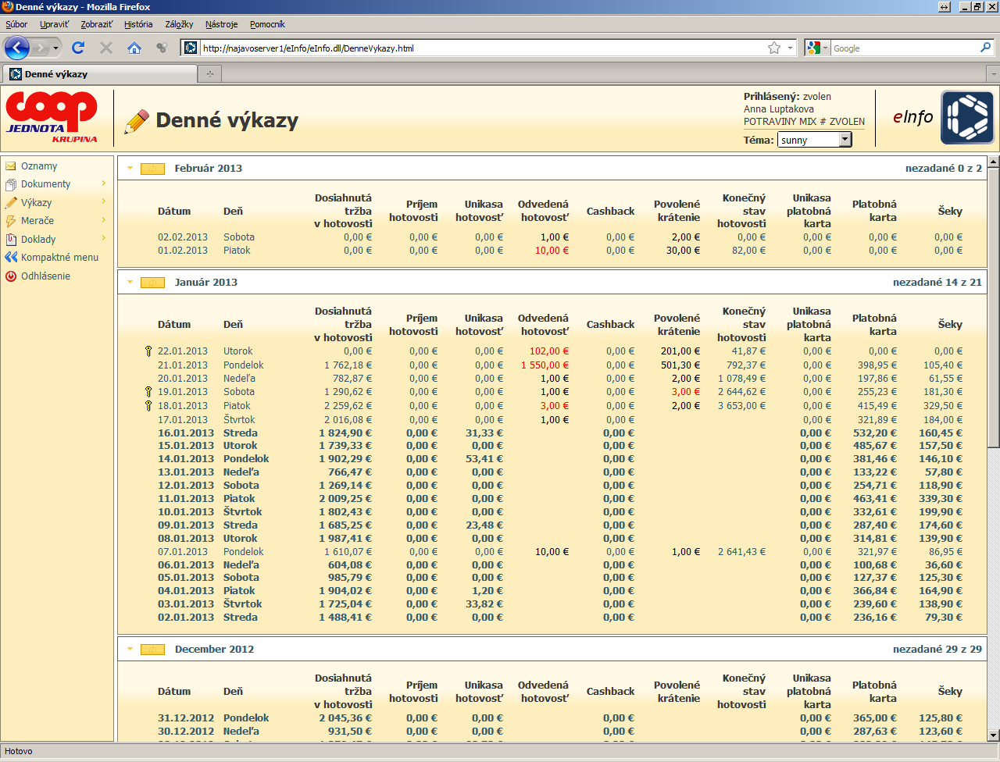 Denné výkazy - Mozilla Firefox
Súbor Upraviť Zobraziť História Záložky Nástroje Pomocník
http://najavoserver1/eInfo/eInfo.dll/DenneVykazy.html Google
Denné výkazy
coop
JEDNOTA
KRUPINA
Denné výkazy
Prihlásený: zvolen
Anna Luptakova
POTRAVINY MIX # ZVOLEN
Téma: sunny
eInfo
Oznamy
Dokumenty
Výkazy
Merače
Doklady
Kompaktné menu
Odhlásenie
Február 2013 nezadané 0 z 2
Dátum Deň Dosiahnutá tržba v hotovosti Príjem hotovosti Unikasa hotovosť Odvedená hotovosť Cashback Povolené krátenie Konečný stav hotovosti Unikasa platobná karta Platobná karta Šeky
02.02.2013 Sobota 0,00 € 0,00 € 0,00 € 1,00 € 0,00 € 2,00 € 0,00 € 0,00 € 0,00 € 0,00 €
01.02.2013 Piatok 0,00 € 0,00 € 0,00 € 10,00 € 0,00 € 30,00 € 82,00 € 0,00 € 0,00 € 0,00 €
Január 2013 nezadané 14 z 21
Dátum Deň Dosiahnutá tržba v hotovosti Príjem hotovosti Unikasa hotovosť Odvedená hotovosť Cashback Povolené krátenie Konečný stav hotovosti Unikasa platobná karta Platobná karta Šeky
22.01.2013 Utorok 0,00 € 0,00 € 0,00 € 102,00 € 0,00 € 201,00 € 41,87 € 0,00 € 0,00 € 0,00 €
21.01.2013 Pondelok 1 762,18 € 0,00 € 0,00 € 1 550,00 € 0,00 € 501,30 € 792,37 € 0,00 € 398,95 € 105,40 €
20.01.2013 Nedeľa 782,87 € 0,00 € 0,00 € 1,00 € 0,00 € 2,00 € 1 078,49 € 0,00 € 197,86 € 61,55 €
19.01.2013 Sobota 1 290,62 € 0,00 € 0,00 € 1,00 € 0,00 € 3,00 € 2 644,62 € 0,00 € 255,23 € 181,30 €
18.01.2013 Piatok 2 259,62 € 0,00 € 0,00 € 3,00 € 0,00 € 2,00 € 3 653,00 € 0,00 € 415,49 € 329,50 €
17.01.2013 Štvrtok 2 016,08 € 0,00 € 0,00 € 1,00 € 0,00 € 0,00 € 321,89 € 184,00 €
16.01.2013 Streda 1 824,90 € 0,00 € 31,33 € 0,00 € 0,00 € 532,20 € 160,45 €
15.01.2013 Utorok 1 739,33 € 0,00 € 0,00 € 0,00 € 0,00 € 485,67 € 157,50 €
14.01.2013 Pondelok 1 902,29 € 0,00 € 53,41 € 0,00 € 0,00 € 381,46 € 146,10 €
13.01.2013 Nedeľa 766,47 € 0,00 € 0,00 € 0,00 € 0,00 € 133,22 € 57,80 €
12.01.2013 Sobota 1 269,14 € 0,00 € 0,00 € 0,00 € 0,00 € 254,71 € 118,90 €
11.01.2013 Piatok 2 009,25 € 0,00 € 0,00 € 0,00 € 0,00 € 463,41 € 339,30 €
10.01.2013 Štvrtok 1 802,43 € 0,00 € 0,00 € 0,00 € 0,00 € 332,61 € 199,90 €
09.01.2013 Streda 1 685,25 € 0,00 € 23,48 € 0,00 € 0,00 € 287,40 € 174,60 €
08.01.2013 Utorok 1 987,41 € 0,00 € 0,00 € 0,00 € 0,00 € 314,81 € 139,90 €
07.01.2013 Pondelok 1 610,07 € 0,00 € 0,00 € 10,00 € 0,00 € 1,00 € 2 641,43 € 0,00 € 321,97 € 86,95 €
06.01.2013 Nedeľa 604,08 € 0,00 € 0,00 € 0,00 € 0,00 € 100,68 € 36,60 €
05.01.2013 Sobota 985,79 € 0,00 € 0,00 € 0,00 € 0,00 € 127,37 € 125,30 €
04.01.2013 Piatok 1 904,02 € 0,00 € 1,20 € 0,00 € 0,00 € 366,84 € 164,90 €
03.01.2013 Štvrtok 1 725,04 € 0,00 € 33,82 € 0,00 € 0,00 € 239,60 € 138,90 €
02.01.2013 Streda 1 488,41 € 0,00 € 0,00 € 0,00 € 0,00 € 236,16 € 79,30 €
December 2012 nezadané 29 z 29
Dátum Deň Dosiahnutá tržba v hotovosti Príjem hotovosti Unikasa hotovosť Odvedená hotovosť Cashback Povolené krátenie Konečný stav hotovosti Unikasa platobná karta Platobná karta Šeky
31.12.2012 Pondelok 2 045,36 € 0,00 € 0,00 € 0,00 € 0,00 € 365,00 € 125,80 €
30.12.2012 Nedeľa 931,50 € 0,00 € 0,00 € 0,00 € 0,00 € 287,63 € 123,60 €
Hotovo